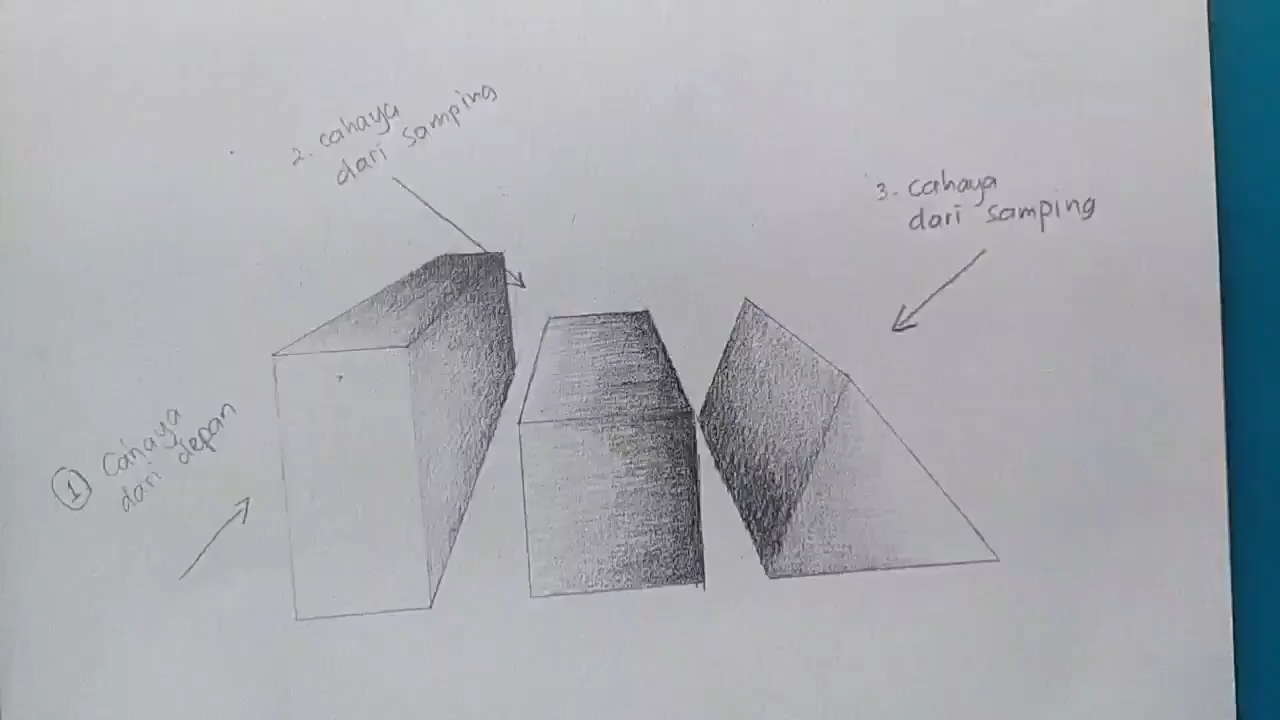 2. cahaya
dari samping
3. cahaya
dari samping
1 Cahaya
dari depan